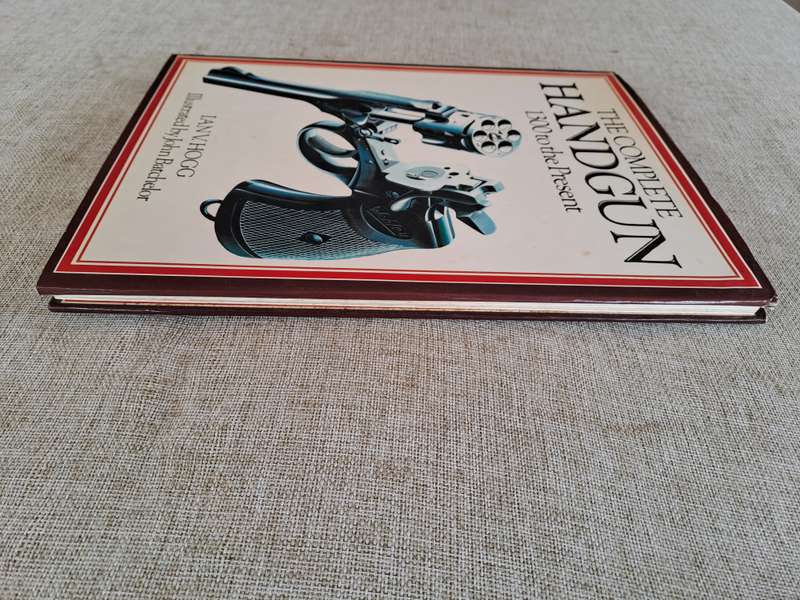 THE COMPLETE
HANDGUN
1300 to the Present
IAN V. HOGG
Illustrated by John Batchelor